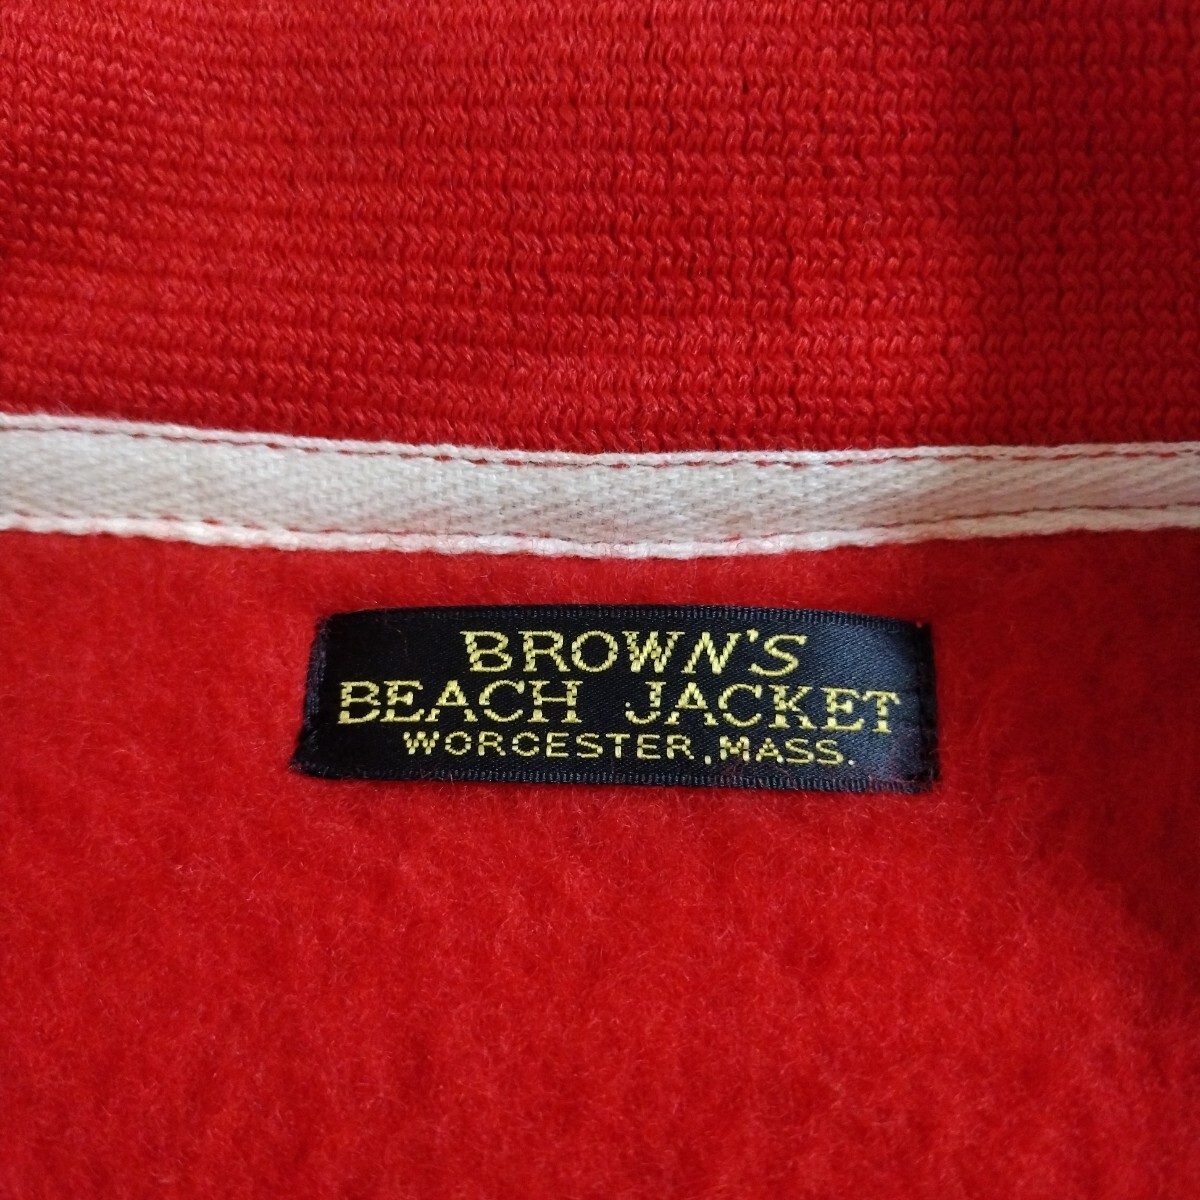 BROWN'S
BEACH JACKET
WORCESTER, MASS.